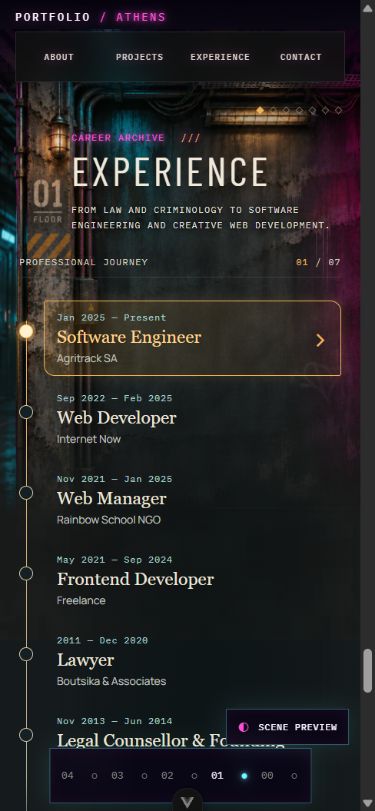 PORTFOLIO / ATHENS
ABOUT PROJECTS EXPERIENCE CONTACT
CAREER ARCHIVE ///
EXPERIENCE
01
FLOOR
FROM LAW AND CRIMINOLOGY TO SOFTWARE
ENGINEERING AND CREATIVE WEB DEVELOPMENT.
PROFESSIONAL JOURNEY 01 / 07
Jan 2025 — Present
Software Engineer
Agritrack SA
Sep 2022 — Feb 2025
Web Developer
Internet Now
Nov 2021 — Jan 2025
Web Manager
Rainbow School NGO
May 2021 — Sep 2024
Frontend Developer
Freelance
2011 — Dec 2020
Lawyer
Boutsika & Associates
Nov 2013 — Jun 2014
Legal Counsellor & Founding
SCENE PREVIEW
04 03 02 01 00